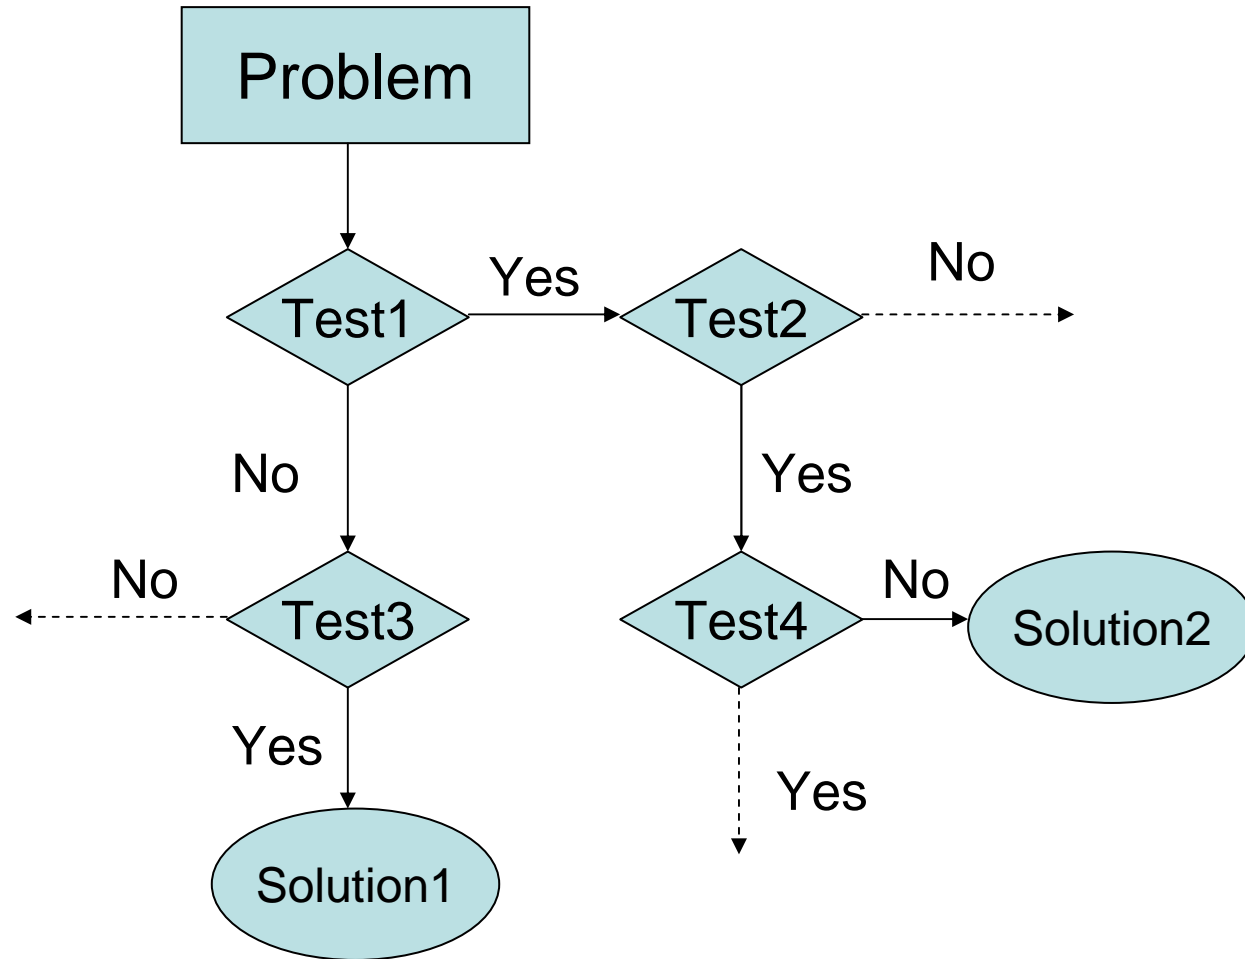 Problem
Yes
No
Test1
Test2
No
Yes
No
No
Test3
Test4
Solution2
Yes
Yes
Solution1